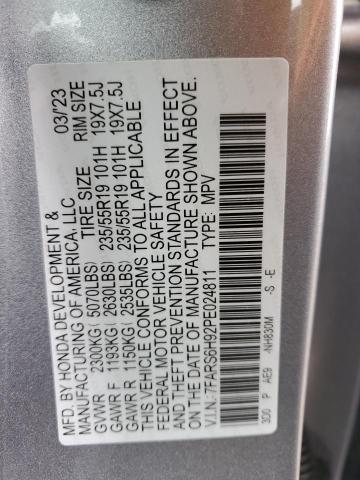 MFD. BY HONDA DEVELOPMENT & 03/'23
MANUFACTURING OF AMERICA, LLC
TIRE SIZE RIM SIZE
GVWR 2300KG (5070LBS)
GAWR F 1193KG (2630LBS) 235/55R19 101H 19X7.5J
GAWR R 1150KG (2535LBS) 235/55R19 101H 19X7.5J
THIS VEHICLE CONFORMS TO ALL APPLICABLE
FEDERAL MOTOR VEHICLE SAFETY
AND THEFT PREVENTION STANDARDS IN EFFECT
ON THE DATE OF MANUFACTURE SHOWN ABOVE.
V.I.N.: 7FARS6H92PE024811 TYPE: MPV
3D0 P AE9 -NH830M -S -E